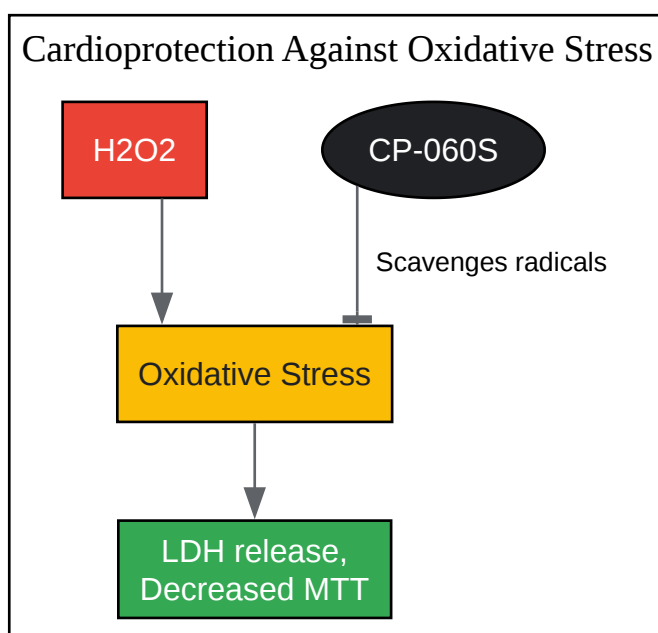 Cardioprotection Against Oxidative Stress
H2O2
CP-060S
Scavenges radicals
Oxidative Stress
LDH release,
Decreased MTT